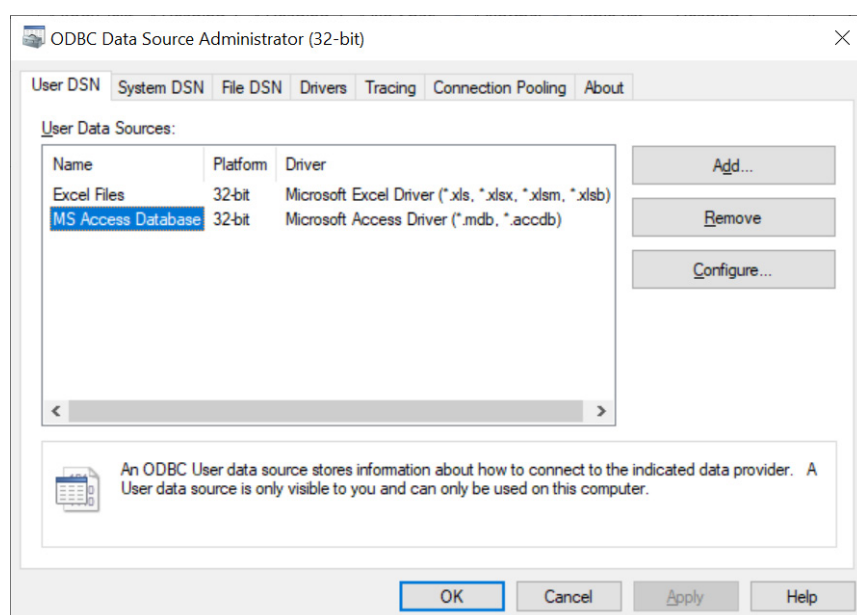 ODBC Data Source Administrator (32-bit)
User DSN System DSN File DSN Drivers Tracing Connection Pooling About
User Data Sources:
Name Platform Driver
Excel Files 32-bit Microsoft Excel Driver (*.xls, *.xlsx, *.xlsm, *.xlsb)
MS Access Database 32-bit Microsoft Access Driver (*.mdb, *.accdb)
Add...
Remove
Configure...
An ODBC User data source stores information about how to connect to the indicated data provider. A
User data source is only visible to you and can only be used on this computer.
OK Cancel Apply Help